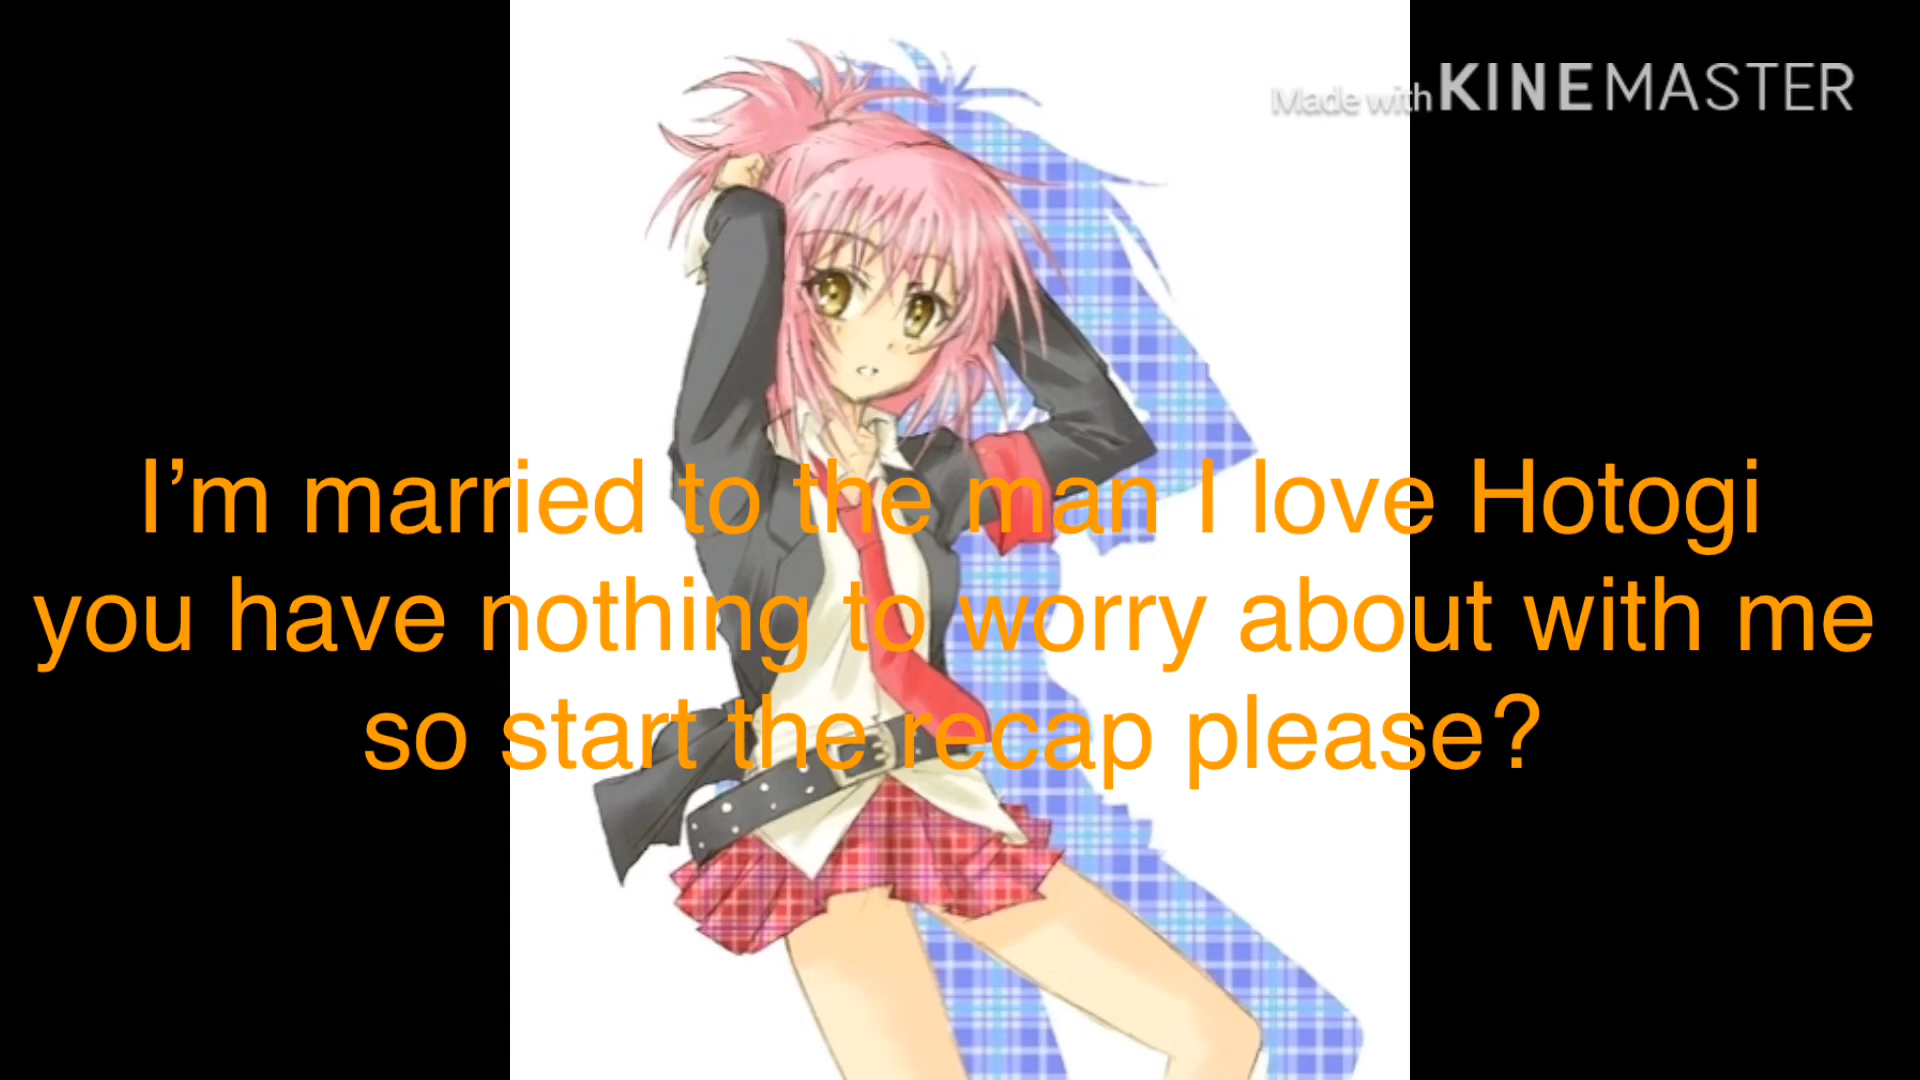 Made with KINEMASTER
I’m married to the man I love Hotogi
you have nothing to worry about with me
so start the recap please?